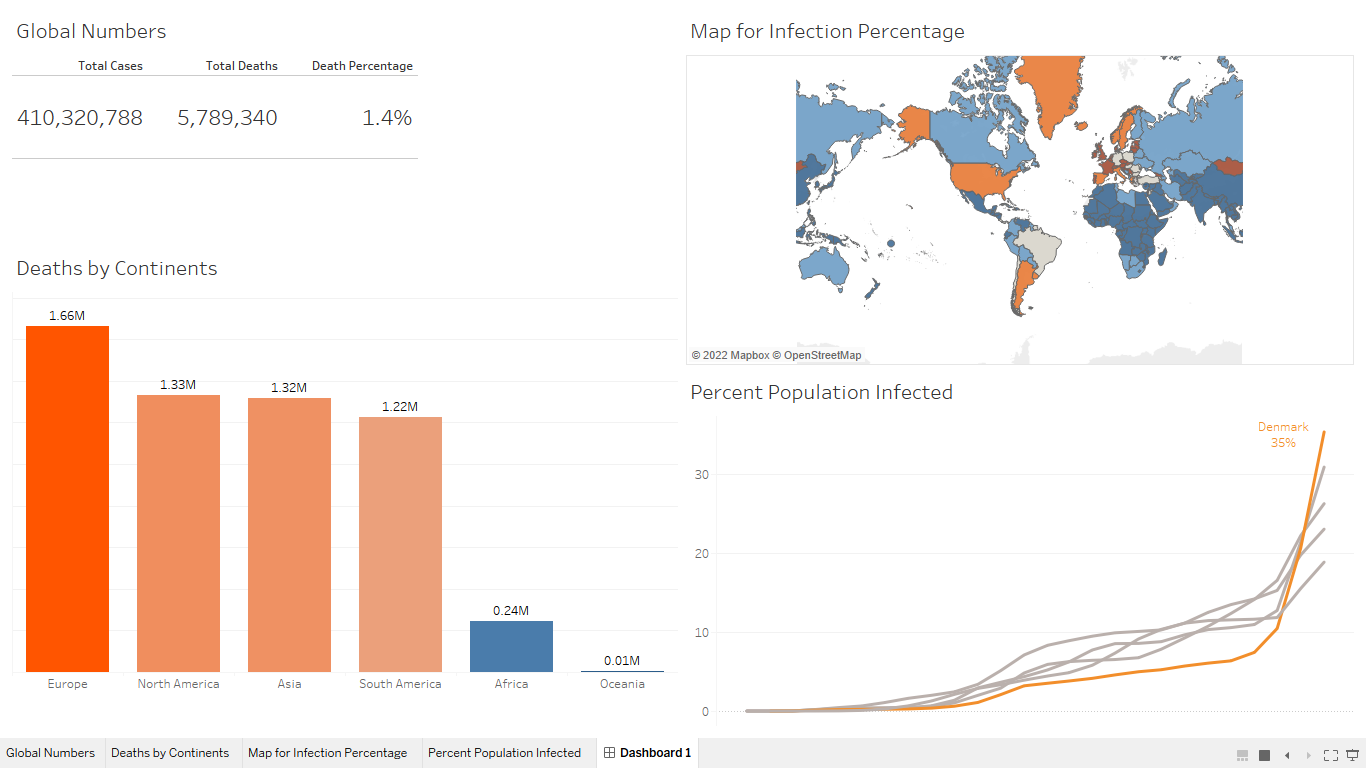 Global Numbers
Total Cases Total Deaths Death Percentage
410,320,788 5,789,340 1.4%
Deaths by Continents
1.66M
1.33M
1.32M
1.22M
0.24M
0.01M
Europe North America Asia South America Africa Oceania
Map for Infection Percentage
© 2022 Mapbox © OpenStreetMap
Percent Population Infected
Denmark
35%
30
20
10
0
Global Numbers Deaths by Continents Map for Infection Percentage Percent Population Infected Dashboard 1